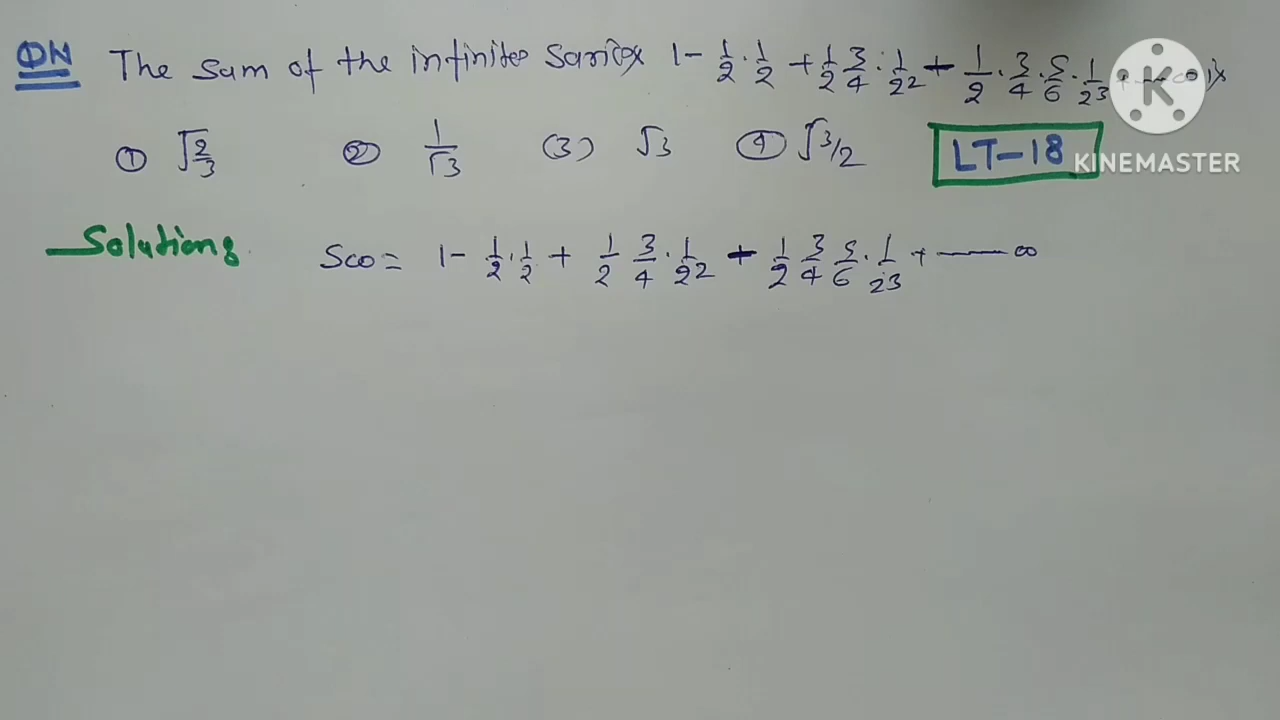 QN The Sum of the infinites Saries 1 - 1/2 · 1/2 + 1/2 3/4 · 1/2² - 1/2 · 3/4 · 5/6 · 1/2³ + — ∞ is
① √2/3 ② 1/√3 (3) √3 ④ √3/2 LT-18
K
KINEMASTER
Solutions S∞ = 1 - 1/2 · 1/2 + 1/2 3/4 · 1/2² - 1/2 3/4 5/6 · 1/2³ + — ∞